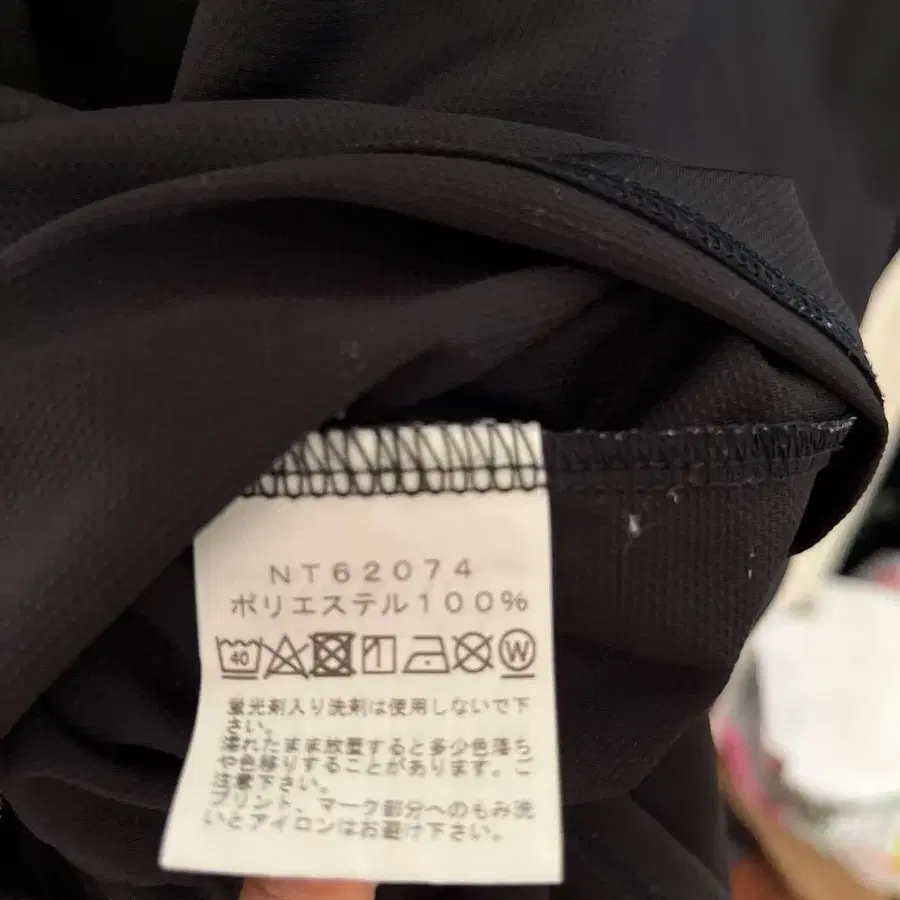 NT62074
ポリエステル100%
40 W
蛍光剤入り洗剤は使用しないで下
さい。
濡れたまま放置すると多少色落ち
や色移りすることがあります。ご
注意下さい。
プリント、マーク部分へのもみ洗
いとアイロンはお避け下さい。